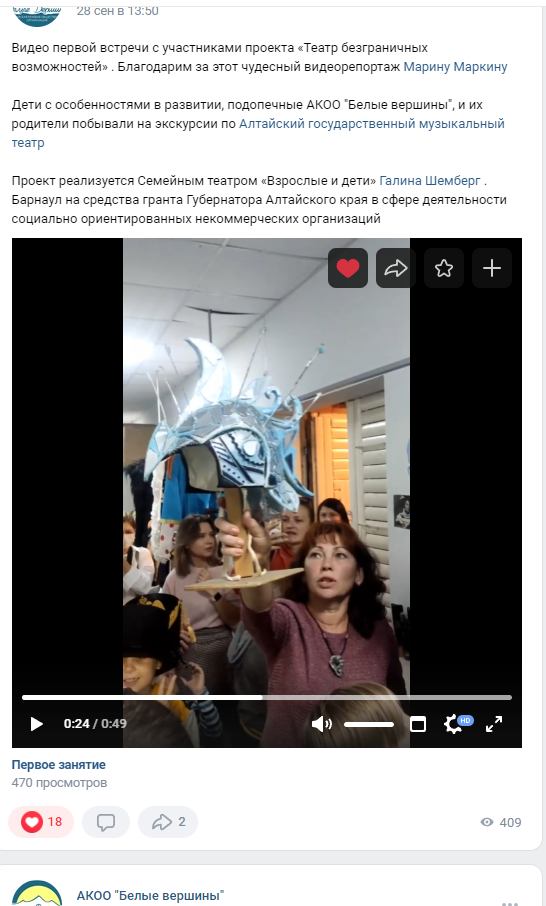 28 сен в 13:50
Видео первой встречи с участниками проекта «Театр безграничных
возможностей» . Благодарим за этот чудесный видеорепортаж Марину Маркину
Дети с особенностями в развитии, подопечные АКОО "Белые вершины", и их
родители побывали на экскурсии по Алтайский государственный музыкальный
театр
Проект реализуется Семейным театром «Взрослые и дети» Галина Шемберг .
Барнаул на средства гранта Губернатора Алтайского края в сфере деятельности
социально ориентированных некоммерческих организаций
0:24 / 0:49
HD
Первое занятие
470 просмотров
18
2
409
АКОО "Белые вершины"